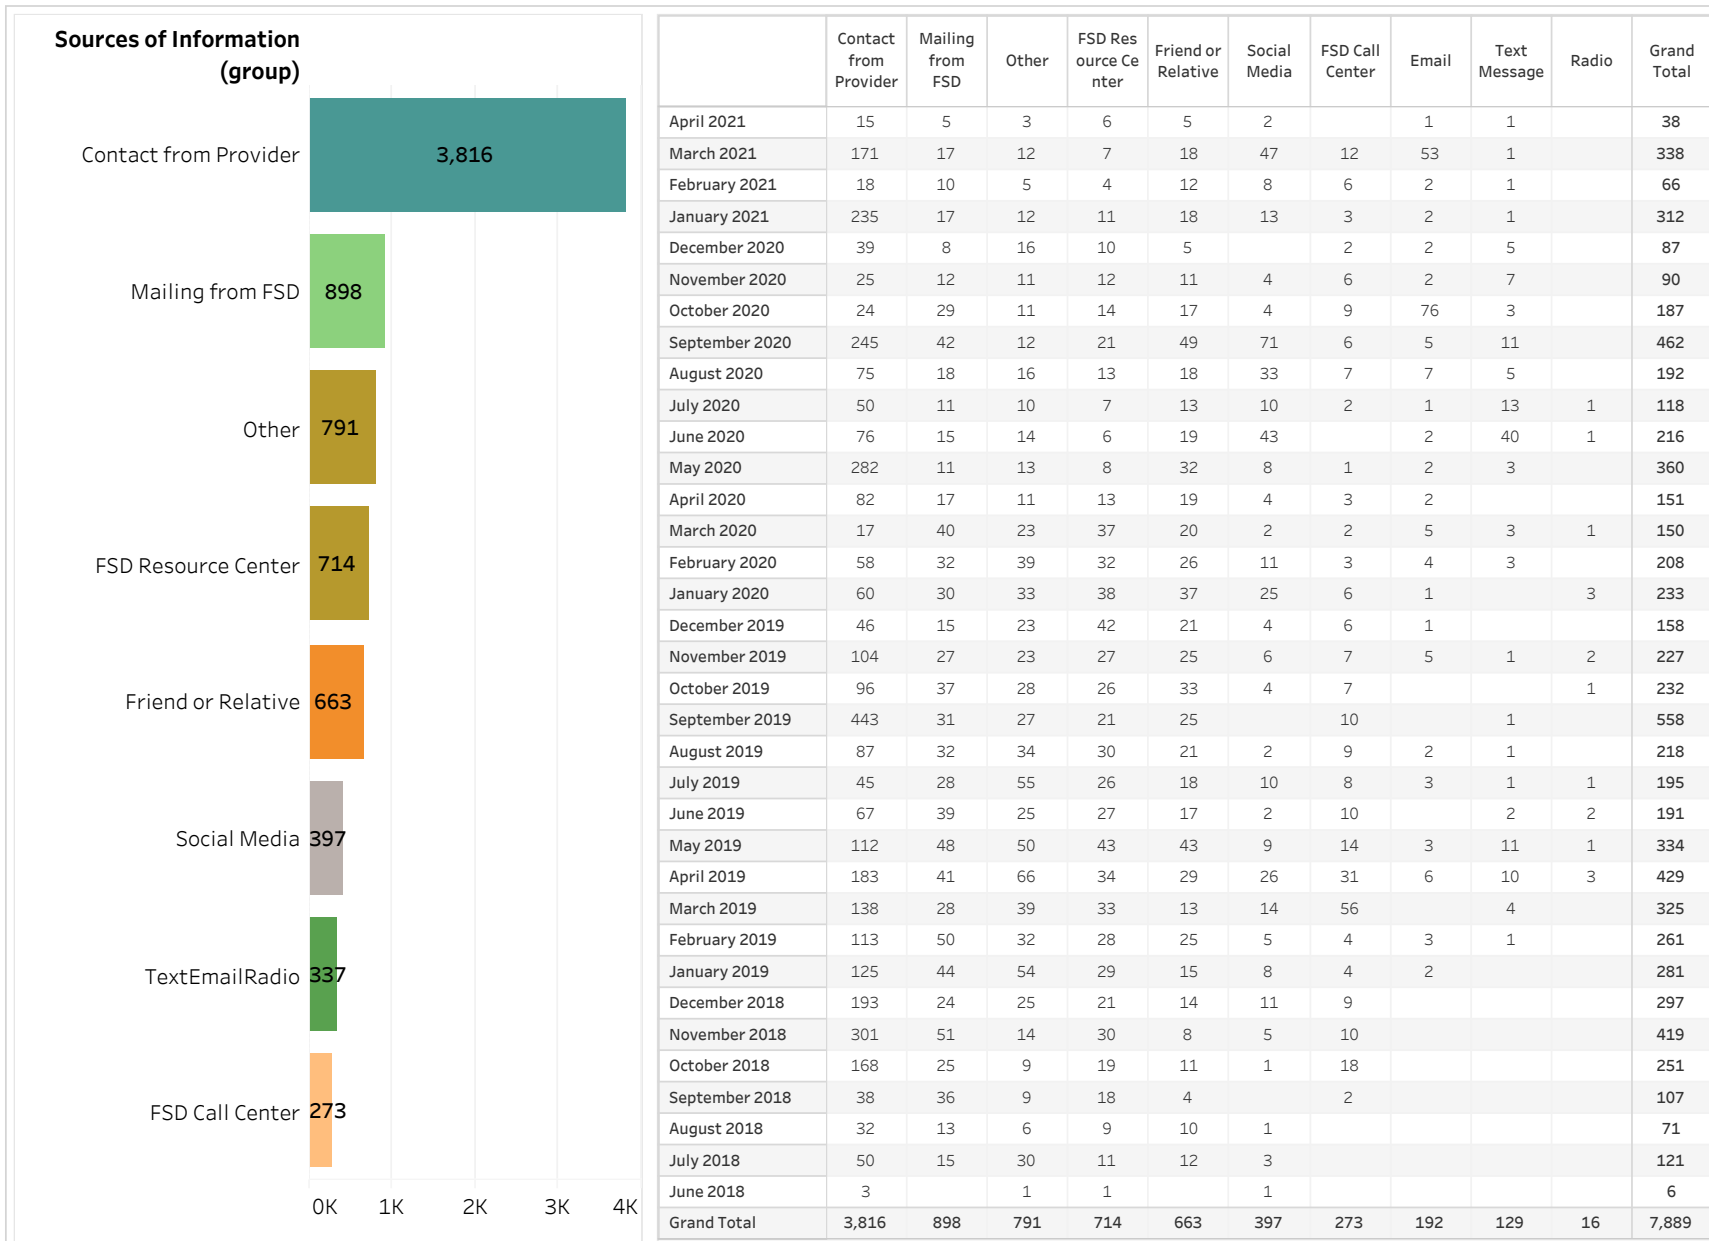 Sources of Information
(group)
Contact from Provider 3,816
Mailing from FSD 898
Other 791
FSD Resource Center 714
Friend or Relative 663
Social Media 397
TextEmailRadio 337
FSD Call Center 273
0K 1K 2K 3K 4K
Contact from Provider Mailing from FSD Other FSD Res ource Ce nter Friend or Relative Social Media FSD Call Center Email Text Message Radio Grand Total
April 2021 15 5 3 6 5 2 1 1 38
March 2021 171 17 12 7 18 47 12 53 1 338
February 2021 18 10 5 4 12 8 6 2 1 66
January 2021 235 17 12 11 18 13 3 2 1 312
December 2020 39 8 16 10 5 2 2 5 87
November 2020 25 12 11 12 11 4 6 2 7 90
October 2020 24 29 11 14 17 4 9 76 3 187
September 2020 245 42 12 21 49 71 6 5 11 462
August 2020 75 18 16 13 18 33 7 7 5 192
July 2020 50 11 10 7 13 10 2 1 13 1 118
June 2020 76 15 14 6 19 43 2 40 1 216
May 2020 282 11 13 8 32 8 1 2 3 360
April 2020 82 17 11 13 19 4 3 2 151
March 2020 17 40 23 37 20 2 2 5 3 1 150
February 2020 58 32 39 32 26 11 3 4 3 208
January 2020 60 30 33 38 37 25 6 1 3 233
December 2019 46 15 23 42 21 4 6 1 158
November 2019 104 27 23 27 25 6 7 5 1 2 227
October 2019 96 37 28 26 33 4 7 1 232
September 2019 443 31 27 21 25 10 1 558
August 2019 87 32 34 30 21 2 9 2 1 218
July 2019 45 28 55 26 18 10 8 3 1 1 195
June 2019 67 39 25 27 17 2 10 2 2 191
May 2019 112 48 50 43 43 9 14 3 11 1 334
April 2019 183 41 66 34 29 26 31 6 10 3 429
March 2019 138 28 39 33 13 14 56 4 325
February 2019 113 50 32 28 25 5 4 3 1 261
January 2019 125 44 54 29 15 8 4 2 281
December 2018 193 24 25 21 14 11 9 297
November 2018 301 51 14 30 8 5 10 419
October 2018 168 25 9 19 11 1 18 251
September 2018 38 36 9 18 4 2 107
August 2018 32 13 6 9 10 1 71
July 2018 50 15 30 11 12 3 121
June 2018 3 1 1 1 6
Grand Total 3,816 898 791 714 663 397 273 192 129 16 7,889